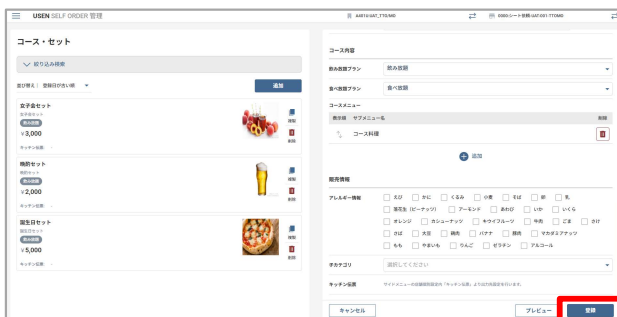 USEN SELF ORDER 管理
コース・セット
絞り込み検索
並び替え： 登録日が古い順
追加
女子会セット
女子会セット
飲み放題
¥3,000
キッチン伝票 -
複製
削除
晩酌セット
晩酌セット
飲み放題
¥2,000
キッチン伝票 -
複製
削除
誕生日セット
誕生日セット
飲み放題
¥5,000
キッチン伝票 -
複製
削除
コース内容
飲み放題プラン 飲み放題
食べ放題プラン 食べ放題
コースメニュー
表示順 サブメニュー名 削除
コース料理
追加
販売情報
アレルギー情報 えび かに くるみ 小麦 そば 卵 乳
落花生（ピーナッツ） アーモンド あわび いか いくら
オレンジ カシューナッツ キウイフルーツ 牛肉 ごま さけ
さば 大豆 鶏肉 バナナ 豚肉 マカダミアナッツ
もも やまいも りんご ゼラチン アルコール
子カテゴリ 選択してください
キッチン伝票
キャンセル
プレビュー
登録